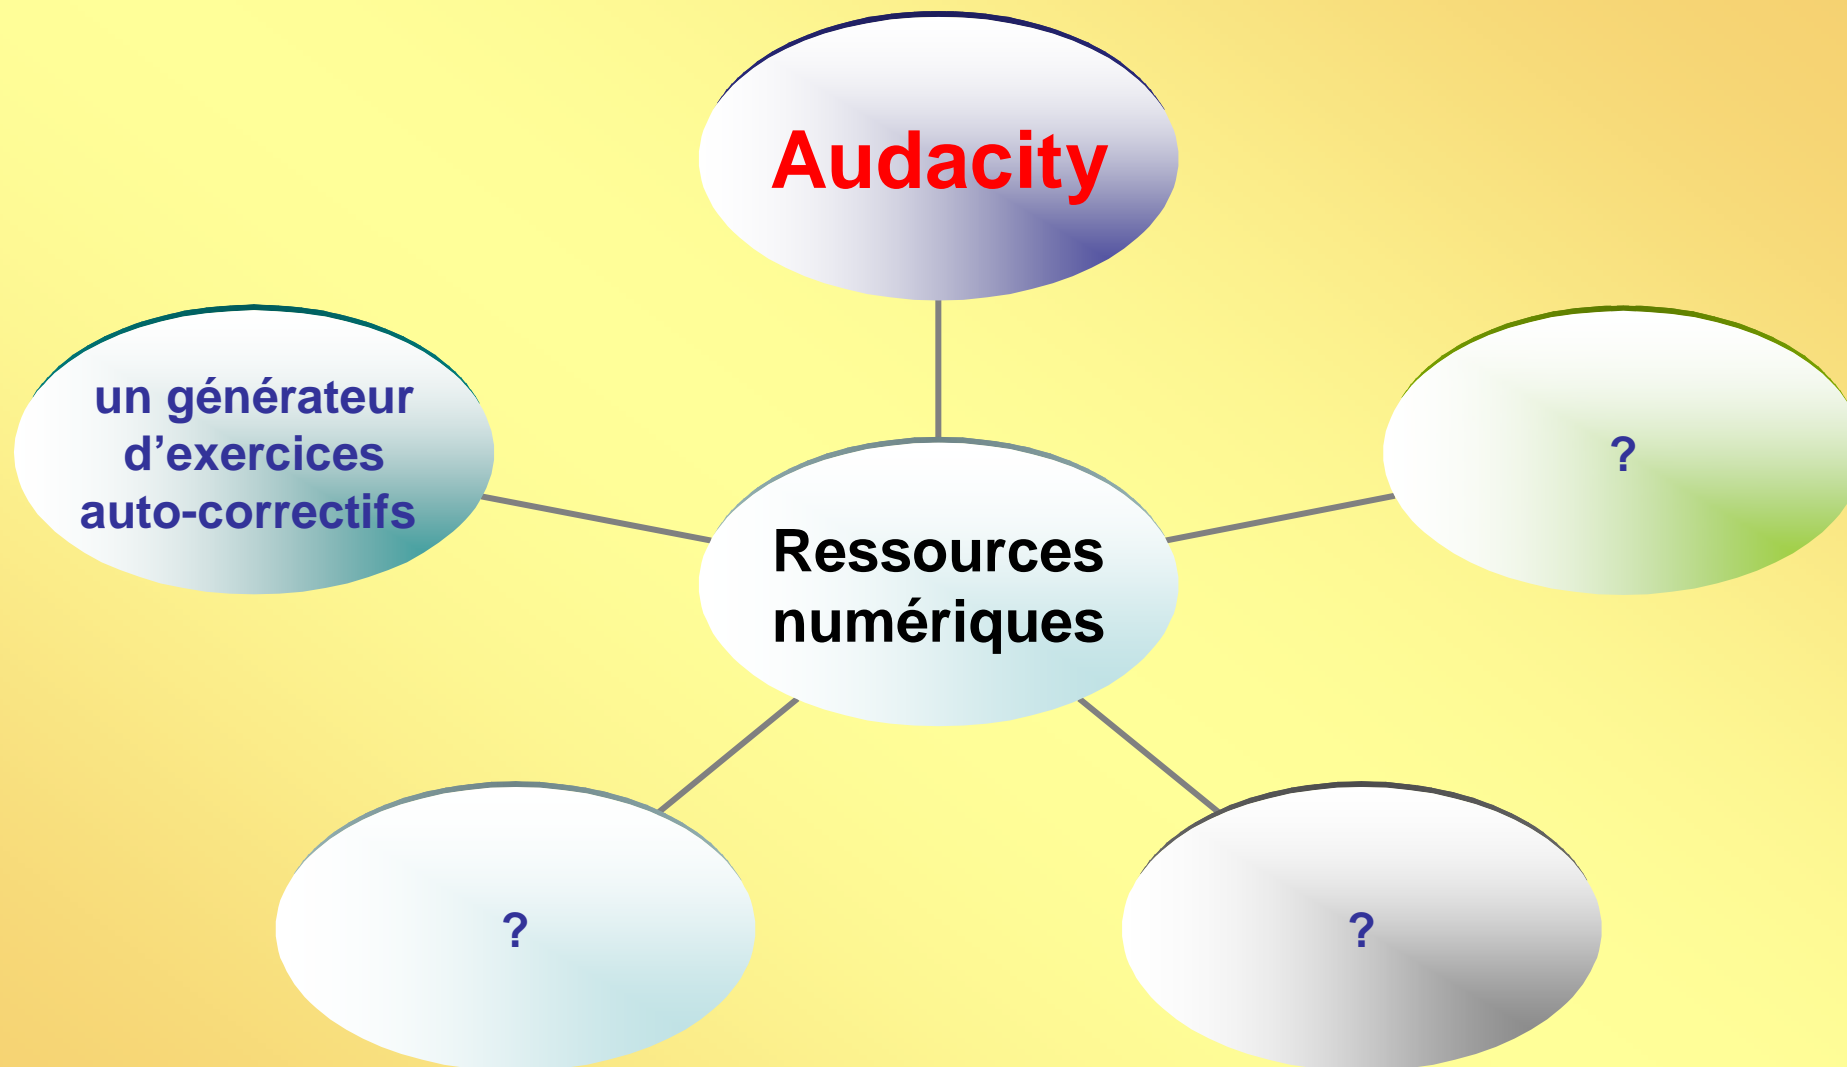 Audacity
un générateur
d’exercices
auto-correctifs
?
Ressources
numériques
?
?